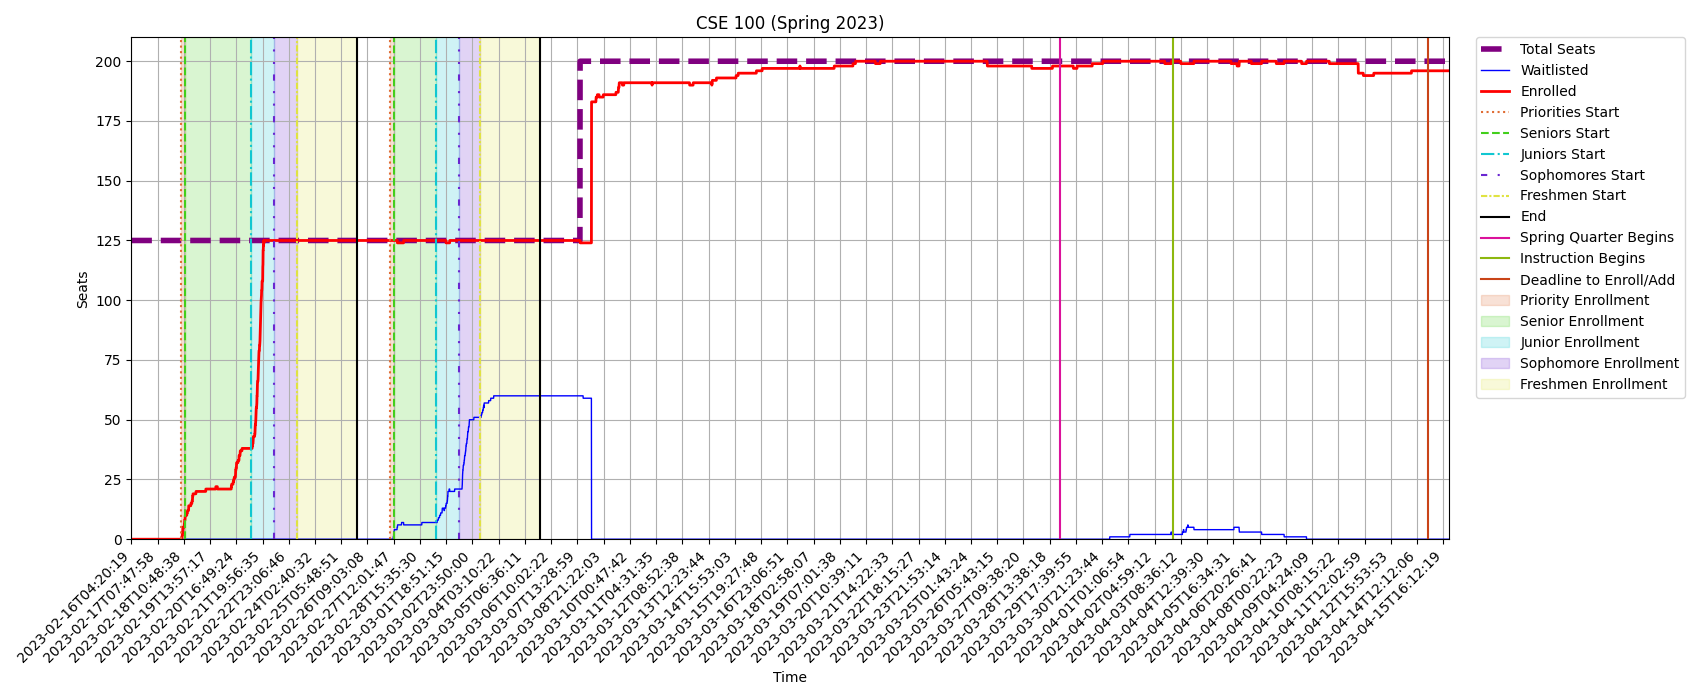 CSE 100 (Spring 2023)
Seats
200
175
150
125
100
75
50
25
0
2023-02-16T04:20:19
2023-02-17T07:47:58
2023-02-18T10:48:38
2023-02-19T13:57:17
2023-02-20T16:49:24
2023-02-21T19:56:35
2023-02-22T23:06:46
2023-02-24T02:40:32
2023-02-25T05:48:51
2023-02-26T09:03:08
2023-02-27T12:01:47
2023-02-28T15:35:30
2023-03-01T18:51:15
2023-03-02T23:50:00
2023-03-04T03:10:22
2023-03-05T06:36:11
2023-03-06T10:02:22
2023-03-07T13:28:59
2023-03-08T21:22:03
2023-03-10T00:47:42
2023-03-11T04:31:35
2023-03-12T08:52:38
2023-03-13T12:23:44
2023-03-14T15:53:03
2023-03-15T19:27:48
2023-03-16T23:06:51
2023-03-18T02:58:07
2023-03-19T07:01:38
2023-03-20T10:39:11
2023-03-21T14:22:33
2023-03-22T18:15:27
2023-03-23T21:53:14
2023-03-25T01:43:24
2023-03-26T05:43:15
2023-03-27T09:38:20
2023-03-28T13:38:18
2023-03-29T17:39:55
2023-03-30T21:23:44
2023-04-01T01:06:54
2023-04-02T04:59:12
2023-04-03T08:36:12
2023-04-04T12:39:30
2023-04-05T16:34:31
2023-04-06T20:26:41
2023-04-08T00:22:23
2023-04-09T04:24:09
2023-04-10T08:15:22
2023-04-11T12:02:59
2023-04-12T15:53:53
2023-04-14T12:12:06
2023-04-15T16:12:19
Time
Total Seats
Waitlisted
Enrolled
Priorities Start
Seniors Start
Juniors Start
Sophomores Start
Freshmen Start
End
Spring Quarter Begins
Instruction Begins
Deadline to Enroll/Add
Priority Enrollment
Senior Enrollment
Junior Enrollment
Sophomore Enrollment
Freshmen Enrollment